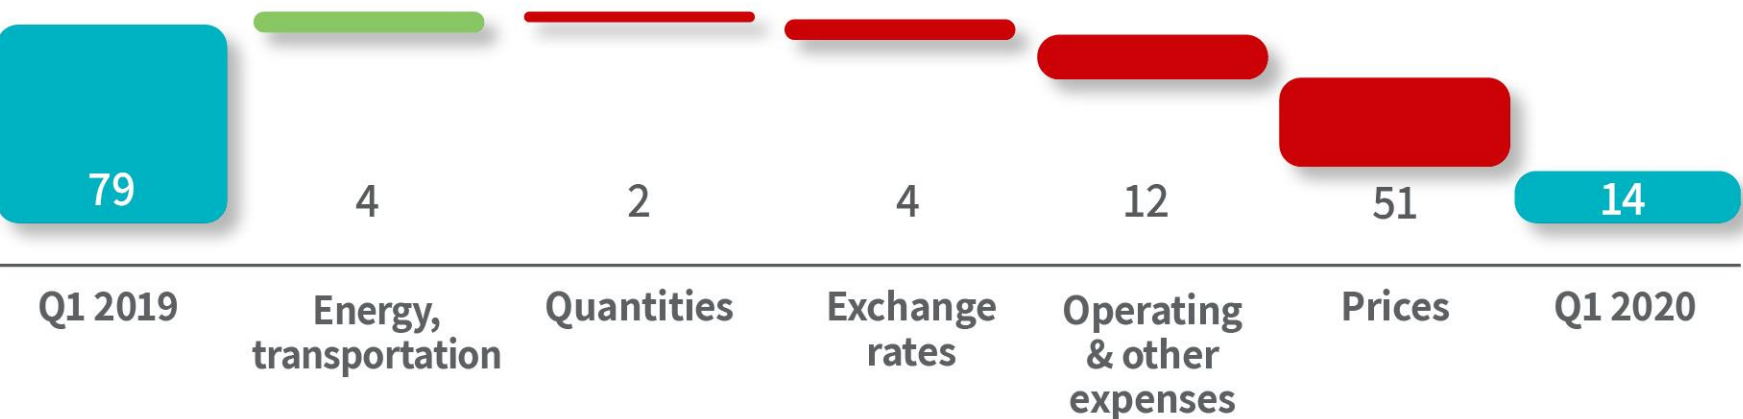 79
4
2
4
12
51
14
Q1 2019
Energy,
transportation
Quantities
Exchange
rates
Operating
& other
expenses
Prices
Q1 2020